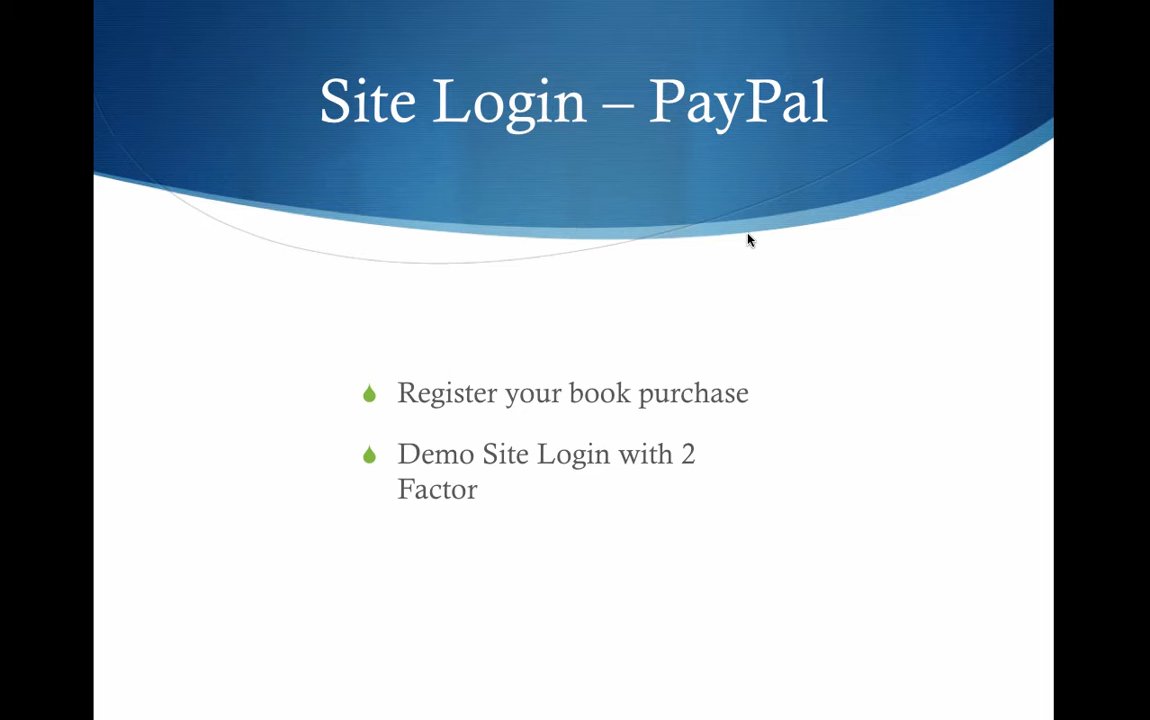 Site Login – PayPal
Register your book purchase
Demo Site Login with 2
Factor